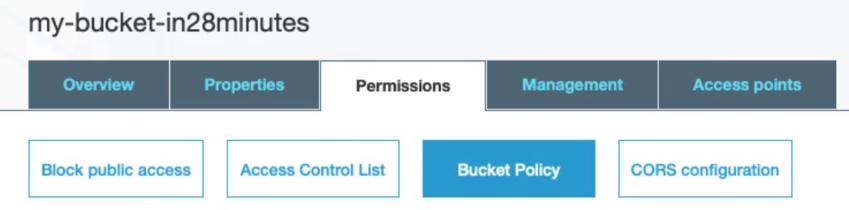 my-bucket-in28minutes
Overview Properties Permissions Management Access points
Block public access Access Control List Bucket Policy CORS configuration